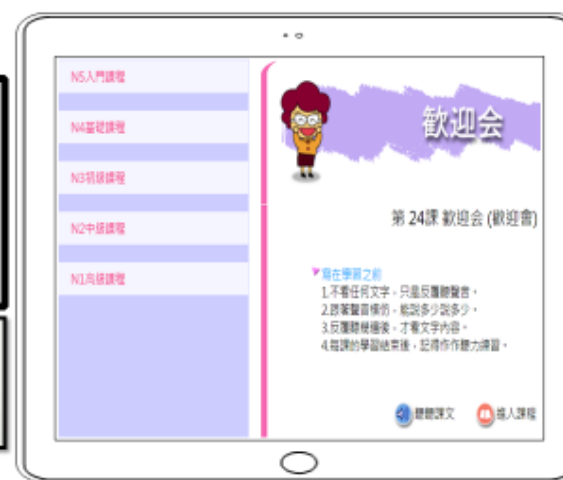 N5入門課程
N4基礎課程
N3初級課程
N2中級課程
N1高級課程
歓迎会
第 24課 歓迎会 (歡迎會)
寫在學習之前
1.不看任何文字，只是反覆聽聲音。
2.跟著聲音模仿，能說多少說多少。
3.反覆聽幾遍後，才看文字內容。
4.每課的學習結束後，記得作作聽力練習。
聽聽課文
進入課程